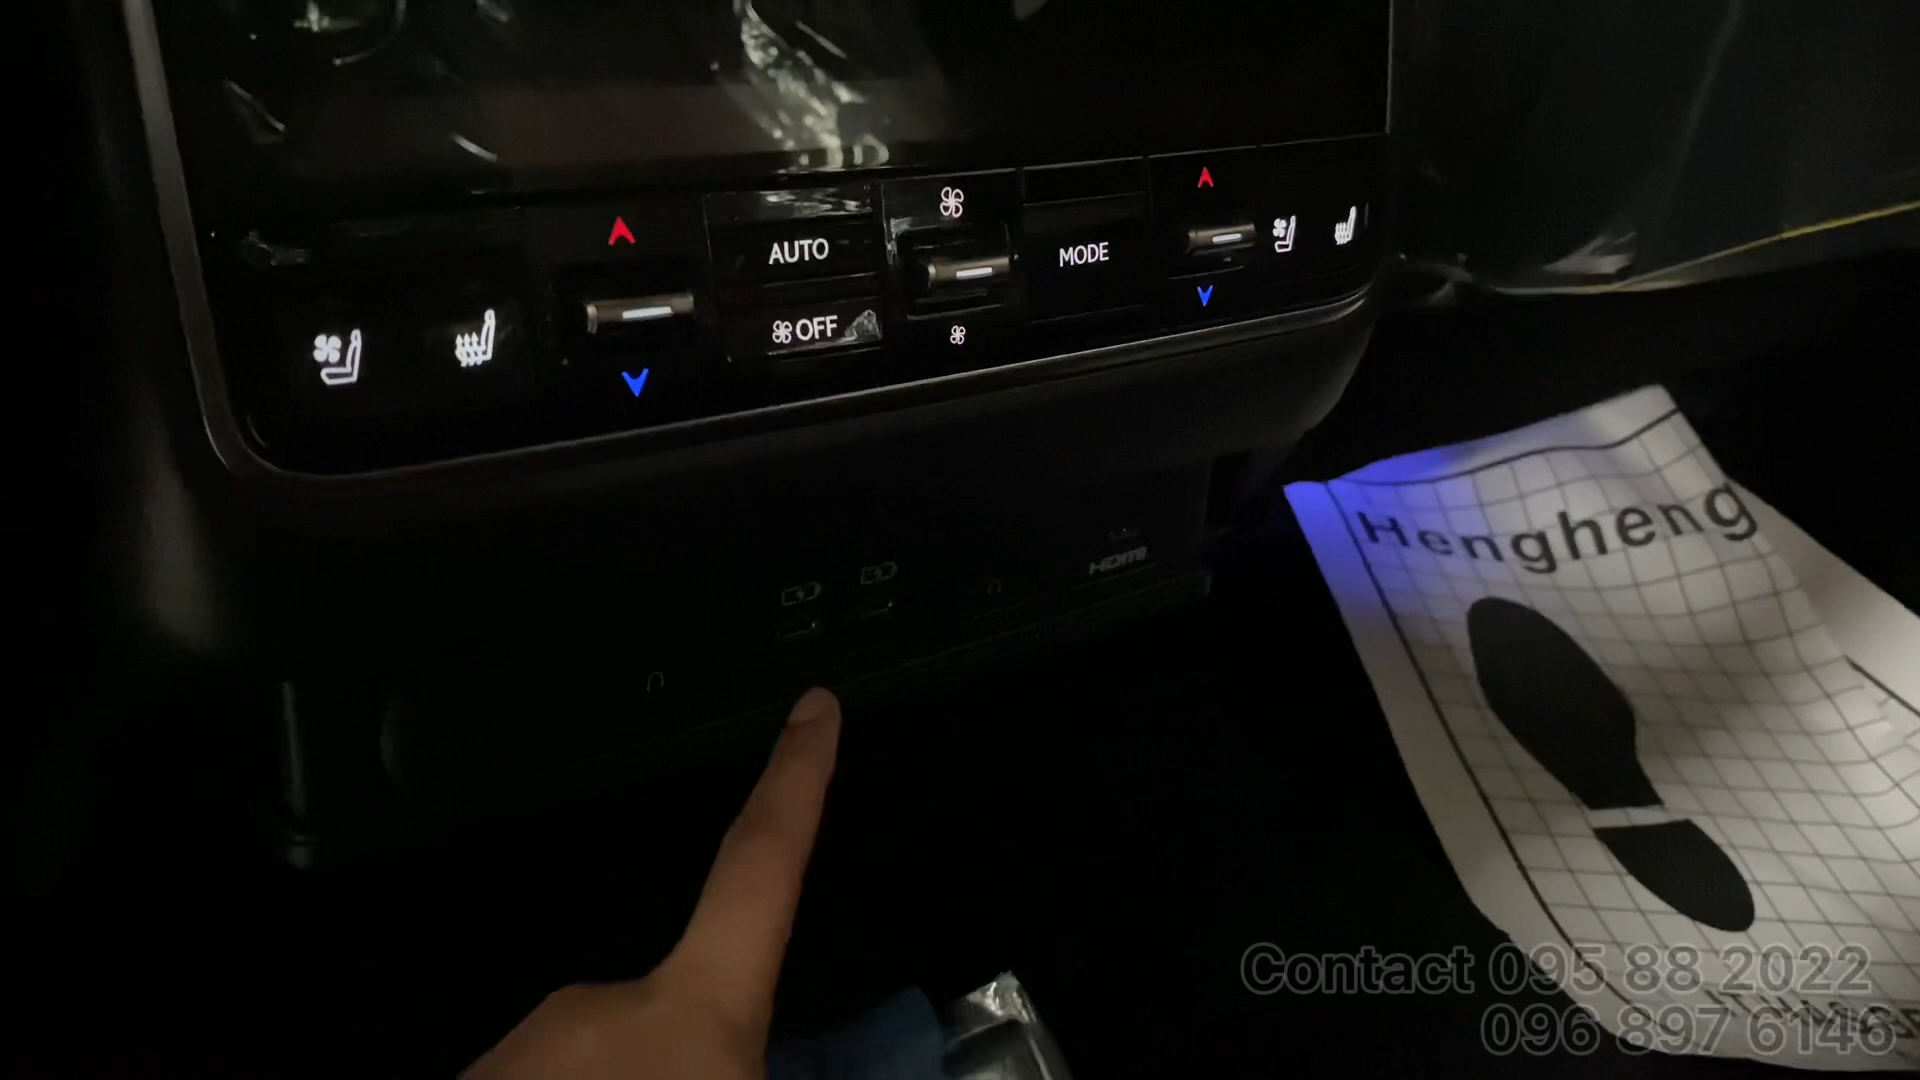 AUTO
OFF
MODE
HDMI
Hengheng
Contact 095 88 2022
096 897 6146